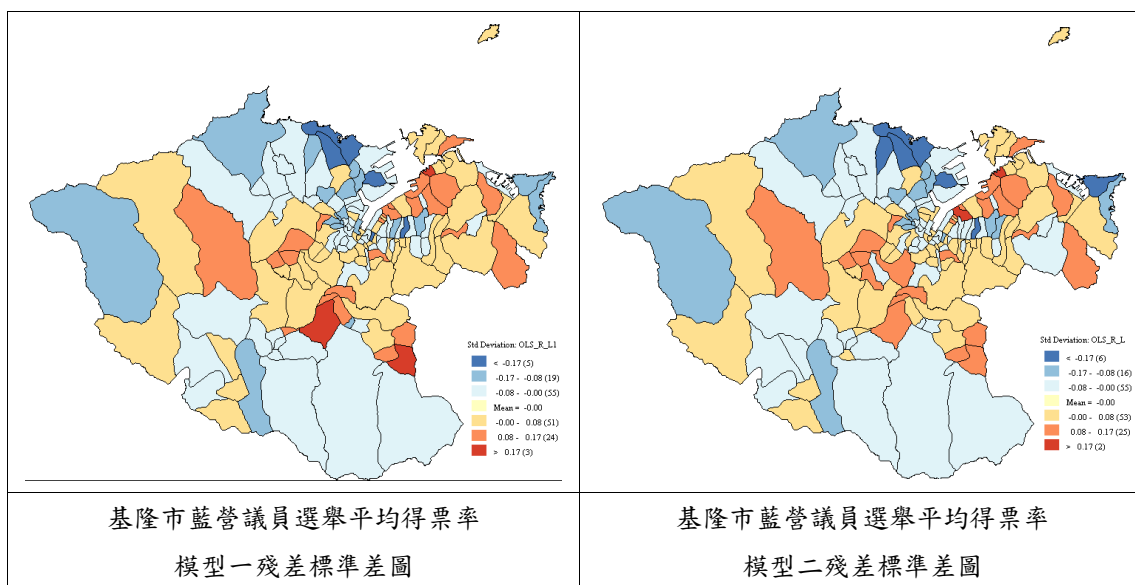 Std Deviation: OLS_R_L1
< -0.17 (5)
-0.17 - -0.08 (19)
-0.08 - -0.00 (55)
Mean = -0.00
-0.00 - 0.08 (51)
0.08 - 0.17 (24)
> 0.17 (3)
Std Deviation: OLS_R_L
< -0.17 (6)
-0.17 - -0.08 (16)
-0.08 - -0.00 (55)
Mean = -0.00
-0.00 - 0.08 (53)
0.08 - 0.17 (25)
> 0.17 (2)
基隆市藍營議員選舉平均得票率
模型一殘差標準差圖
基隆市藍營議員選舉平均得票率
模型二殘差標準差圖